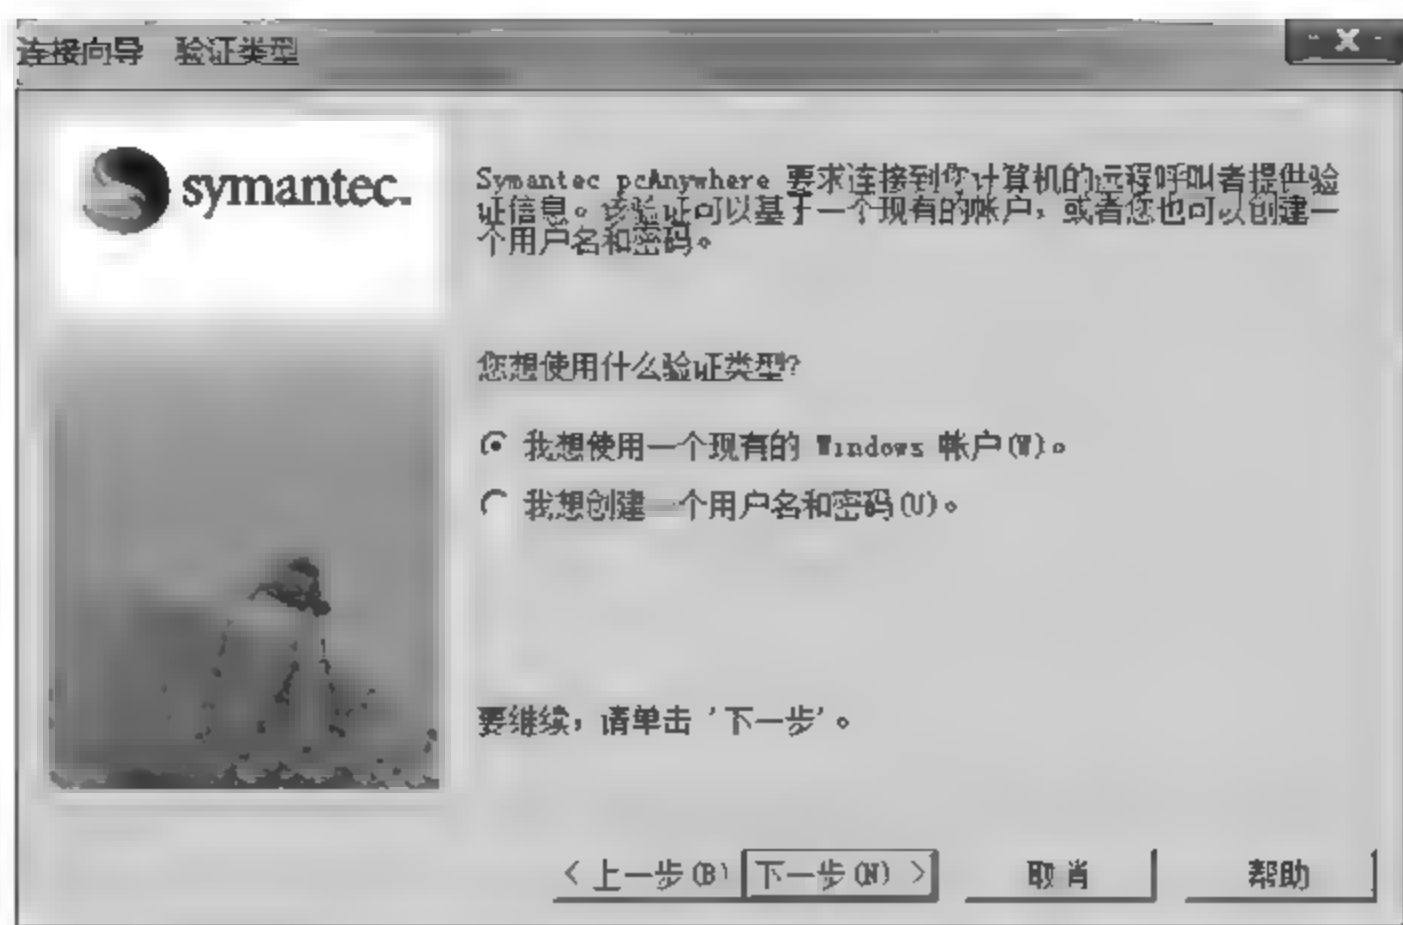 连接向导 验证类型
symantec.
Symantec pcAnywhere 要求连接到您计算机的远程呼叫者提供验
证信息。该验证可以基于一个现有的帐户，或者您也可以创建一
个用户名和密码。
您想使用什么验证类型?
我想使用一个现有的 Windows 帐户(W)。
我想创建一个用户名和密码(U)。
要继续，请单击 '下一步'。
< 上一步(B) 下一步(N) > 取消 帮助